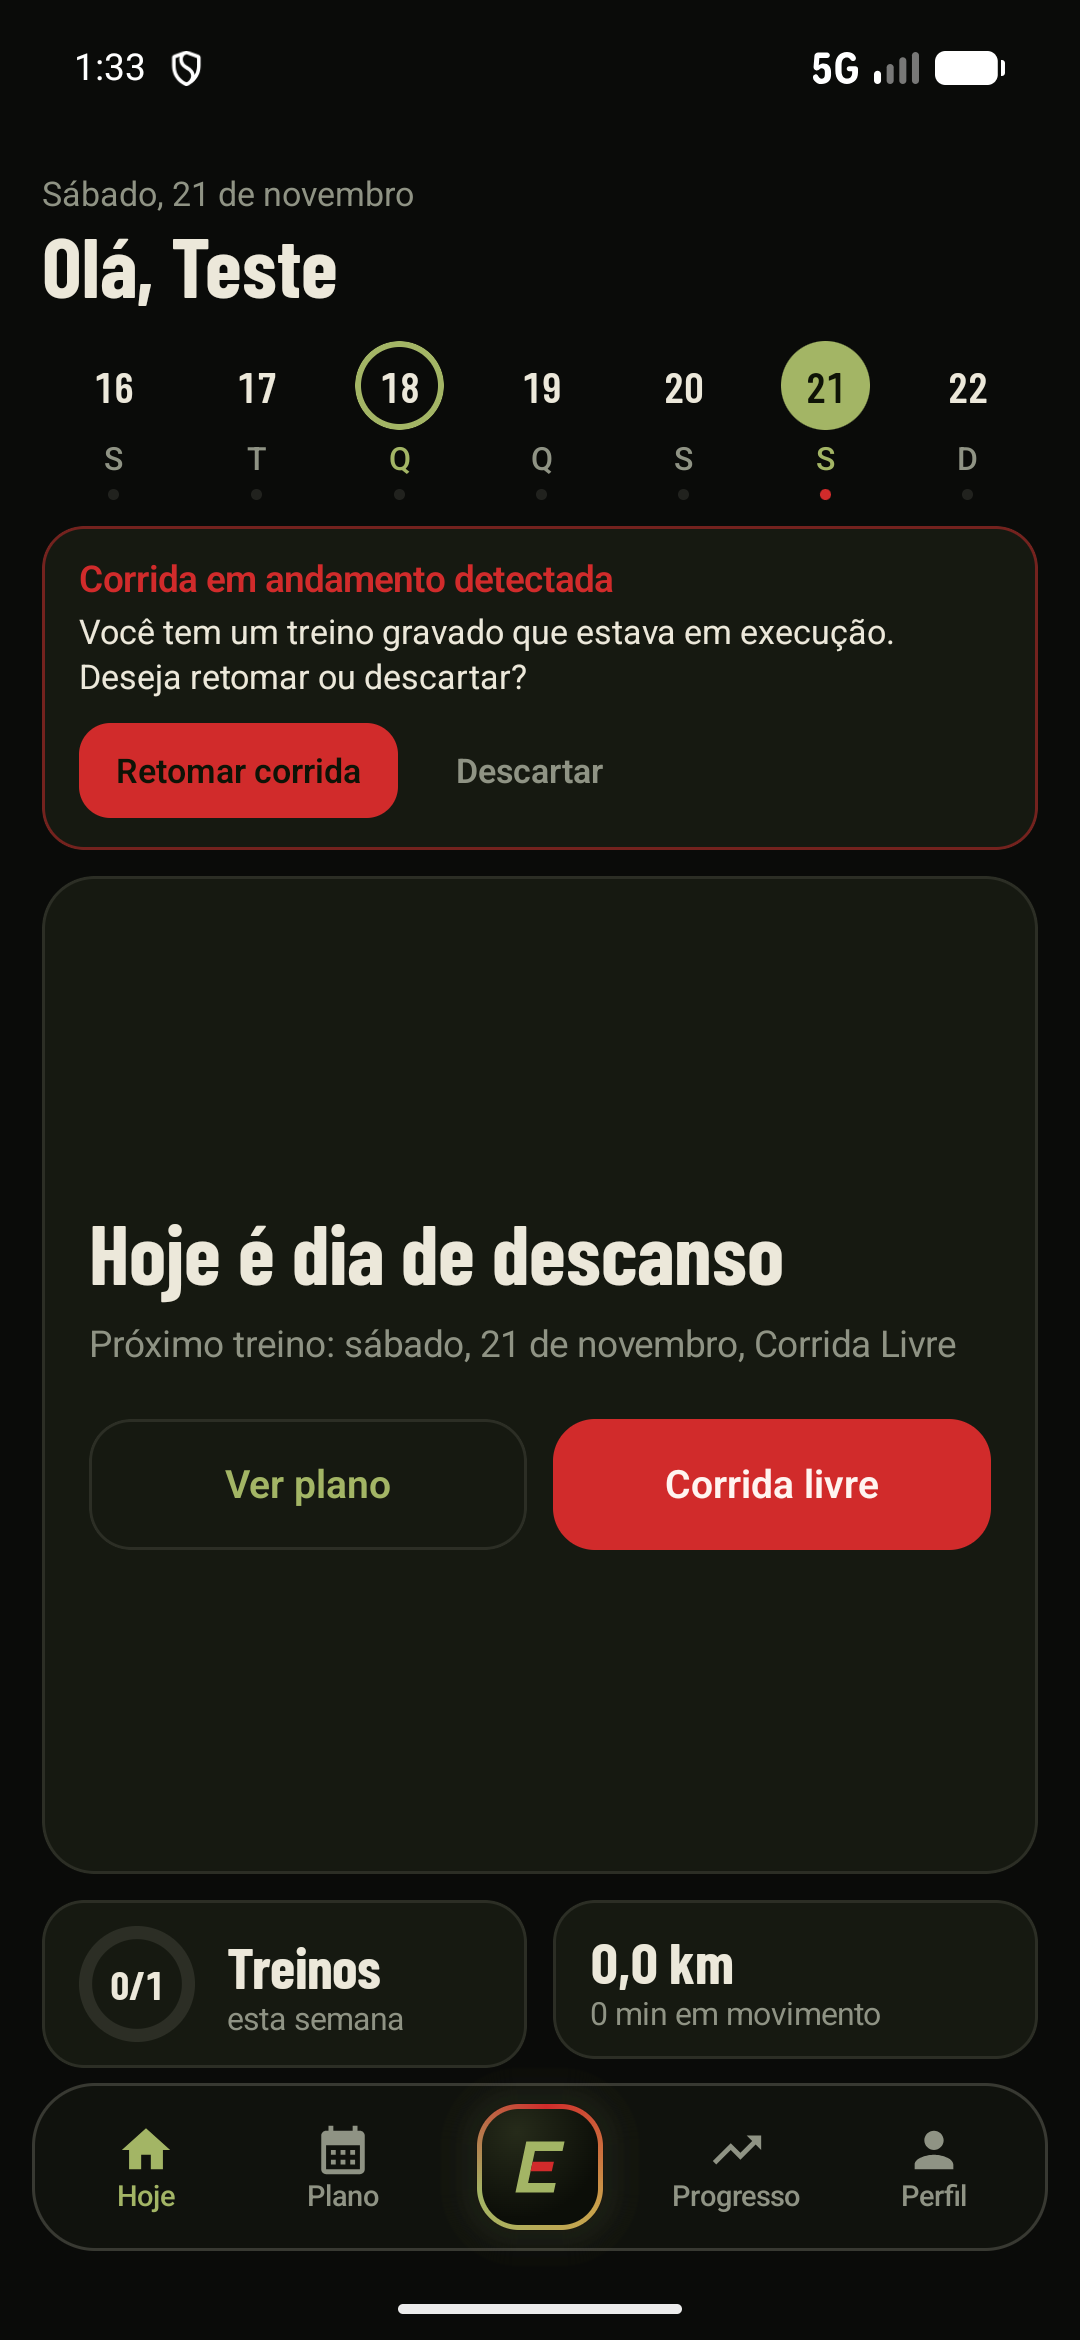 1:33
5G
Sábado, 21 de novembro
Olá, Teste
16 17 18 19 20 21 22
S T Q Q S S D
Corrida em andamento detectada
Você tem um treino gravado que estava em execução.
Deseja retomar ou descartar?
Retomar corrida Descartar
Hoje é dia de descanso
Próximo treino: sábado, 21 de novembro, Corrida Livre
Ver plano Corrida livre
0/1
Treinos
esta semana
0,0 km
0 min em movimento
Hoje Plano E Progresso Perfil